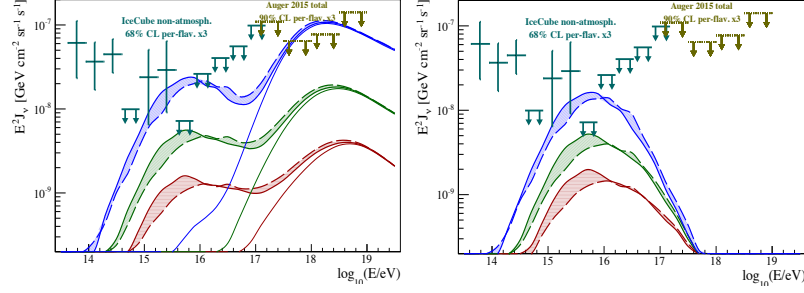 E²Jᵥ [GeV cm⁻² sr⁻¹ s⁻¹]
10⁻⁷
10⁻⁸
10⁻⁹
IceCube non-atmosph.
68% CL per-flav. x3
Auger 2015 total
90% CL per-flav. x3
14 15 16 17 18 19
log₁₀(E/eV)
E²Jᵥ [GeV cm⁻² sr⁻¹ s⁻¹]
10⁻⁷
10⁻⁸
10⁻⁹
IceCube non-atmosph.
68% CL per-flav. x3
Auger 2015 total
90% CL per-flav. x3
14 15 16 17 18 19
log₁₀(E/eV)